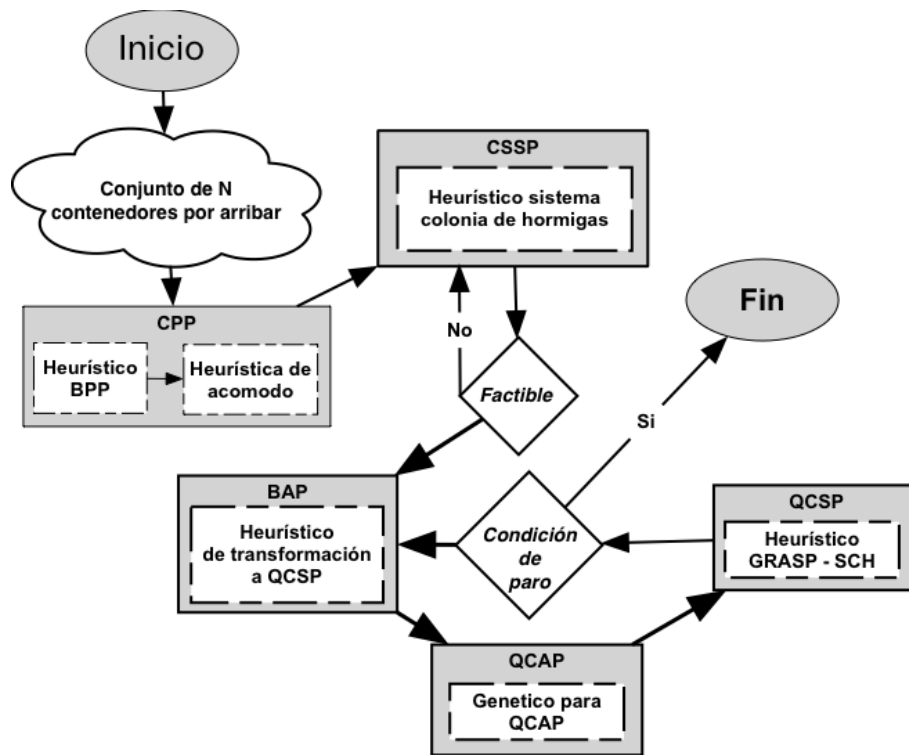 Inicio
Conjunto de N
contenedores por arribar
CSSP
Heurístico sistema
colonia de hormigas
CPP
Heurístico
BPP
Heurística de
acomodo
No
Factible
Fin
Si
BAP
Heurístico
de transformación
a QCSP
Condición
de
paro
QCSP
Heurístico
GRASP - SCH
QCAP
Genetico para
QCAP